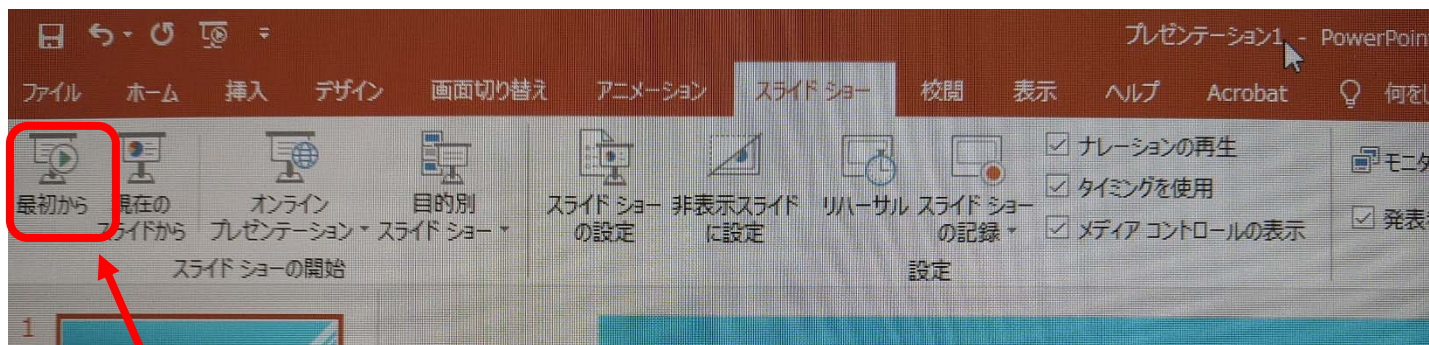 プレゼンテーション1 - PowerPoin
ファイル ホーム 挿入 デザイン 画面切り替え アニメーション スライド ショー 校閲 表示 ヘルプ Acrobat 何をし
最初から
現在の
スライドから
オンライン
プレゼンテーション
目的別
スライド ショー
スライド ショー
の設定
非表示スライド
に設定
リハーサル
スライド ショー
の記録
ナレーションの再生
タイミングを使用
メディア コントロールの表示
モニタ
発表
スライド ショーの開始
設定
1